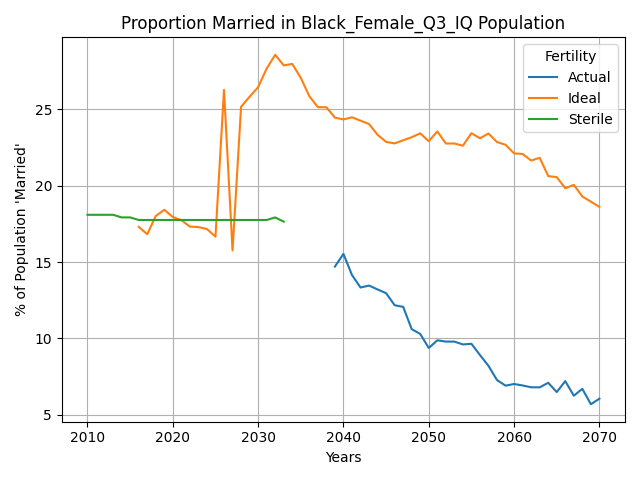 Proportion Married in Black_Female_Q3_IQ Population
% of Population 'Married'
Fertility
Actual
Ideal
Sterile
25
20
15
10
5
2010 2020 2030 2040 2050 2060 2070
Years